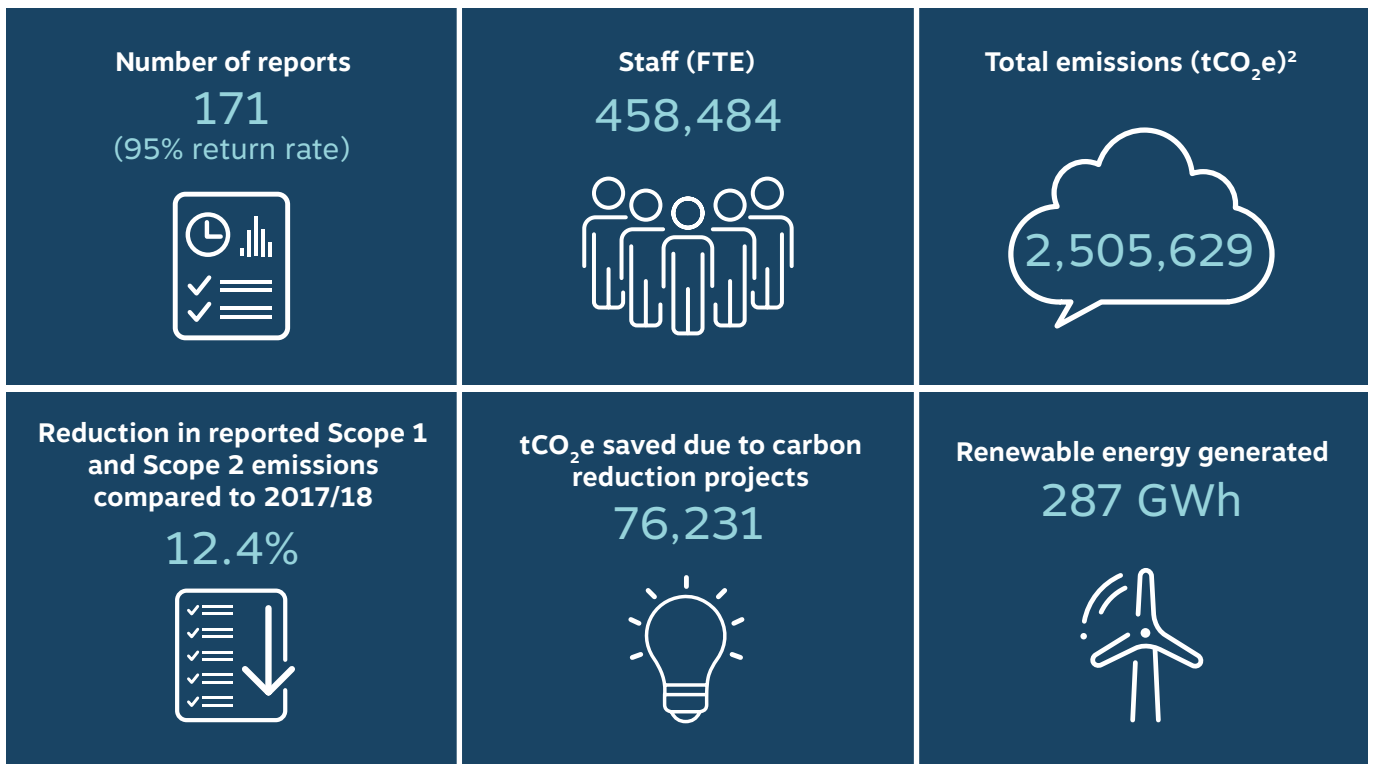 Number of reports
171
(95% return rate)
Staff (FTE)
458,484
Total emissions (tCO₂e)²
2,505,629
Reduction in reported Scope 1
and Scope 2 emissions
compared to 2017/18
12.4%
tCO₂e saved due to carbon
reduction projects
76,231
Renewable energy generated
287 GWh